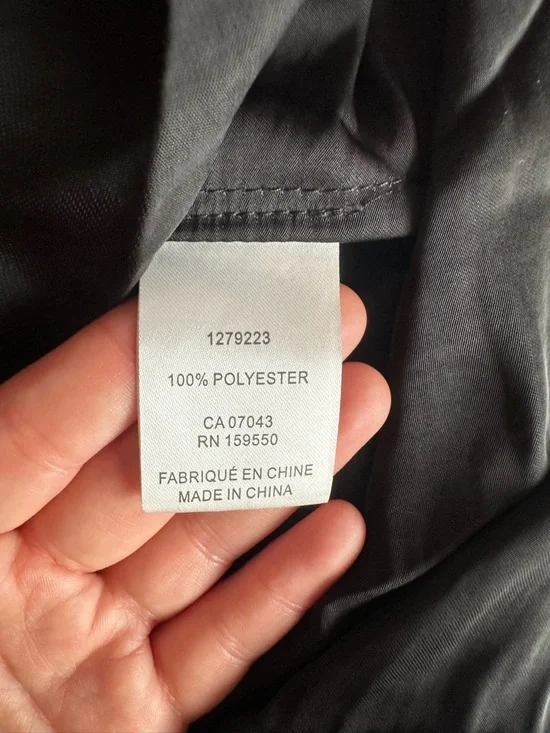 1279223
100% POLYESTER
CA 07043
RN 159550
FABRIQUÉ EN CHINE
MADE IN CHINA